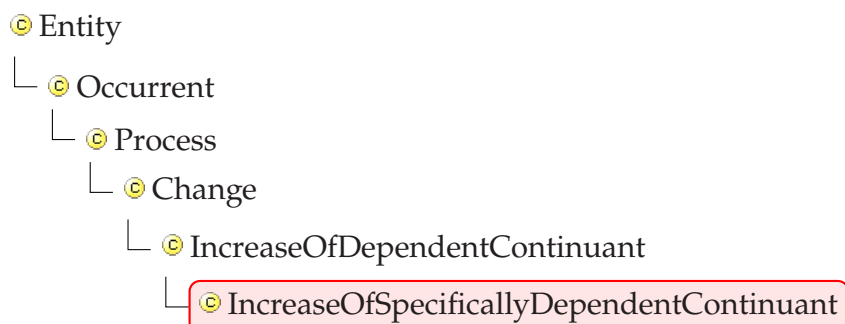 Entity
Occurrent
Process
Change
IncreaseOfDependentContinuant
IncreaseOfSpecificallyDependentContinuant